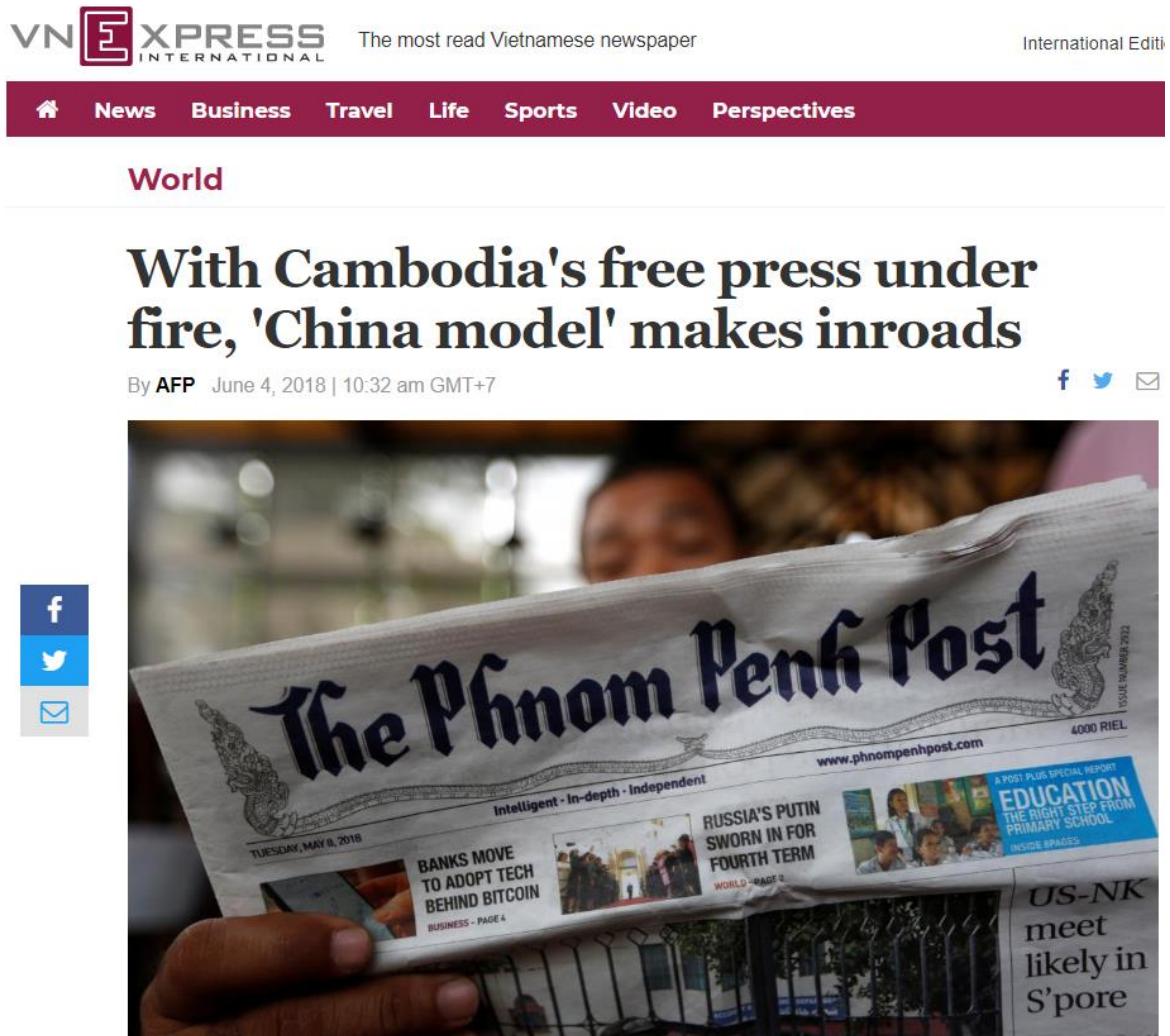 VNEXPRESS
INTERNATIONAL
The most read Vietnamese newspaper
International Editi
News Business Travel Life Sports Video Perspectives
World
With Cambodia's free press under
fire, 'China model' makes inroads
By AFP June 4, 2018 | 10:32 am GMT+7
The Phnom Penh Post
ISSUE NUMBER 2922
4000 RIEL
www.phnompenhpost.com
Intelligent · In-depth · Independent
TUESDAY, MAY 8, 2018
BANKS MOVE
TO ADOPT TECH
BEHIND BITCOIN
BUSINESS - PAGE 4
RUSSIA'S PUTIN
SWORN IN FOR
FOURTH TERM
WORLD - PAGE 2
A POST PLUS SPECIAL REPORT
EDUCATION
THE RIGHT STEP FROM
PRIMARY SCHOOL
INSIDE 8PAGES
US-NK
meet
likely in
S'pore